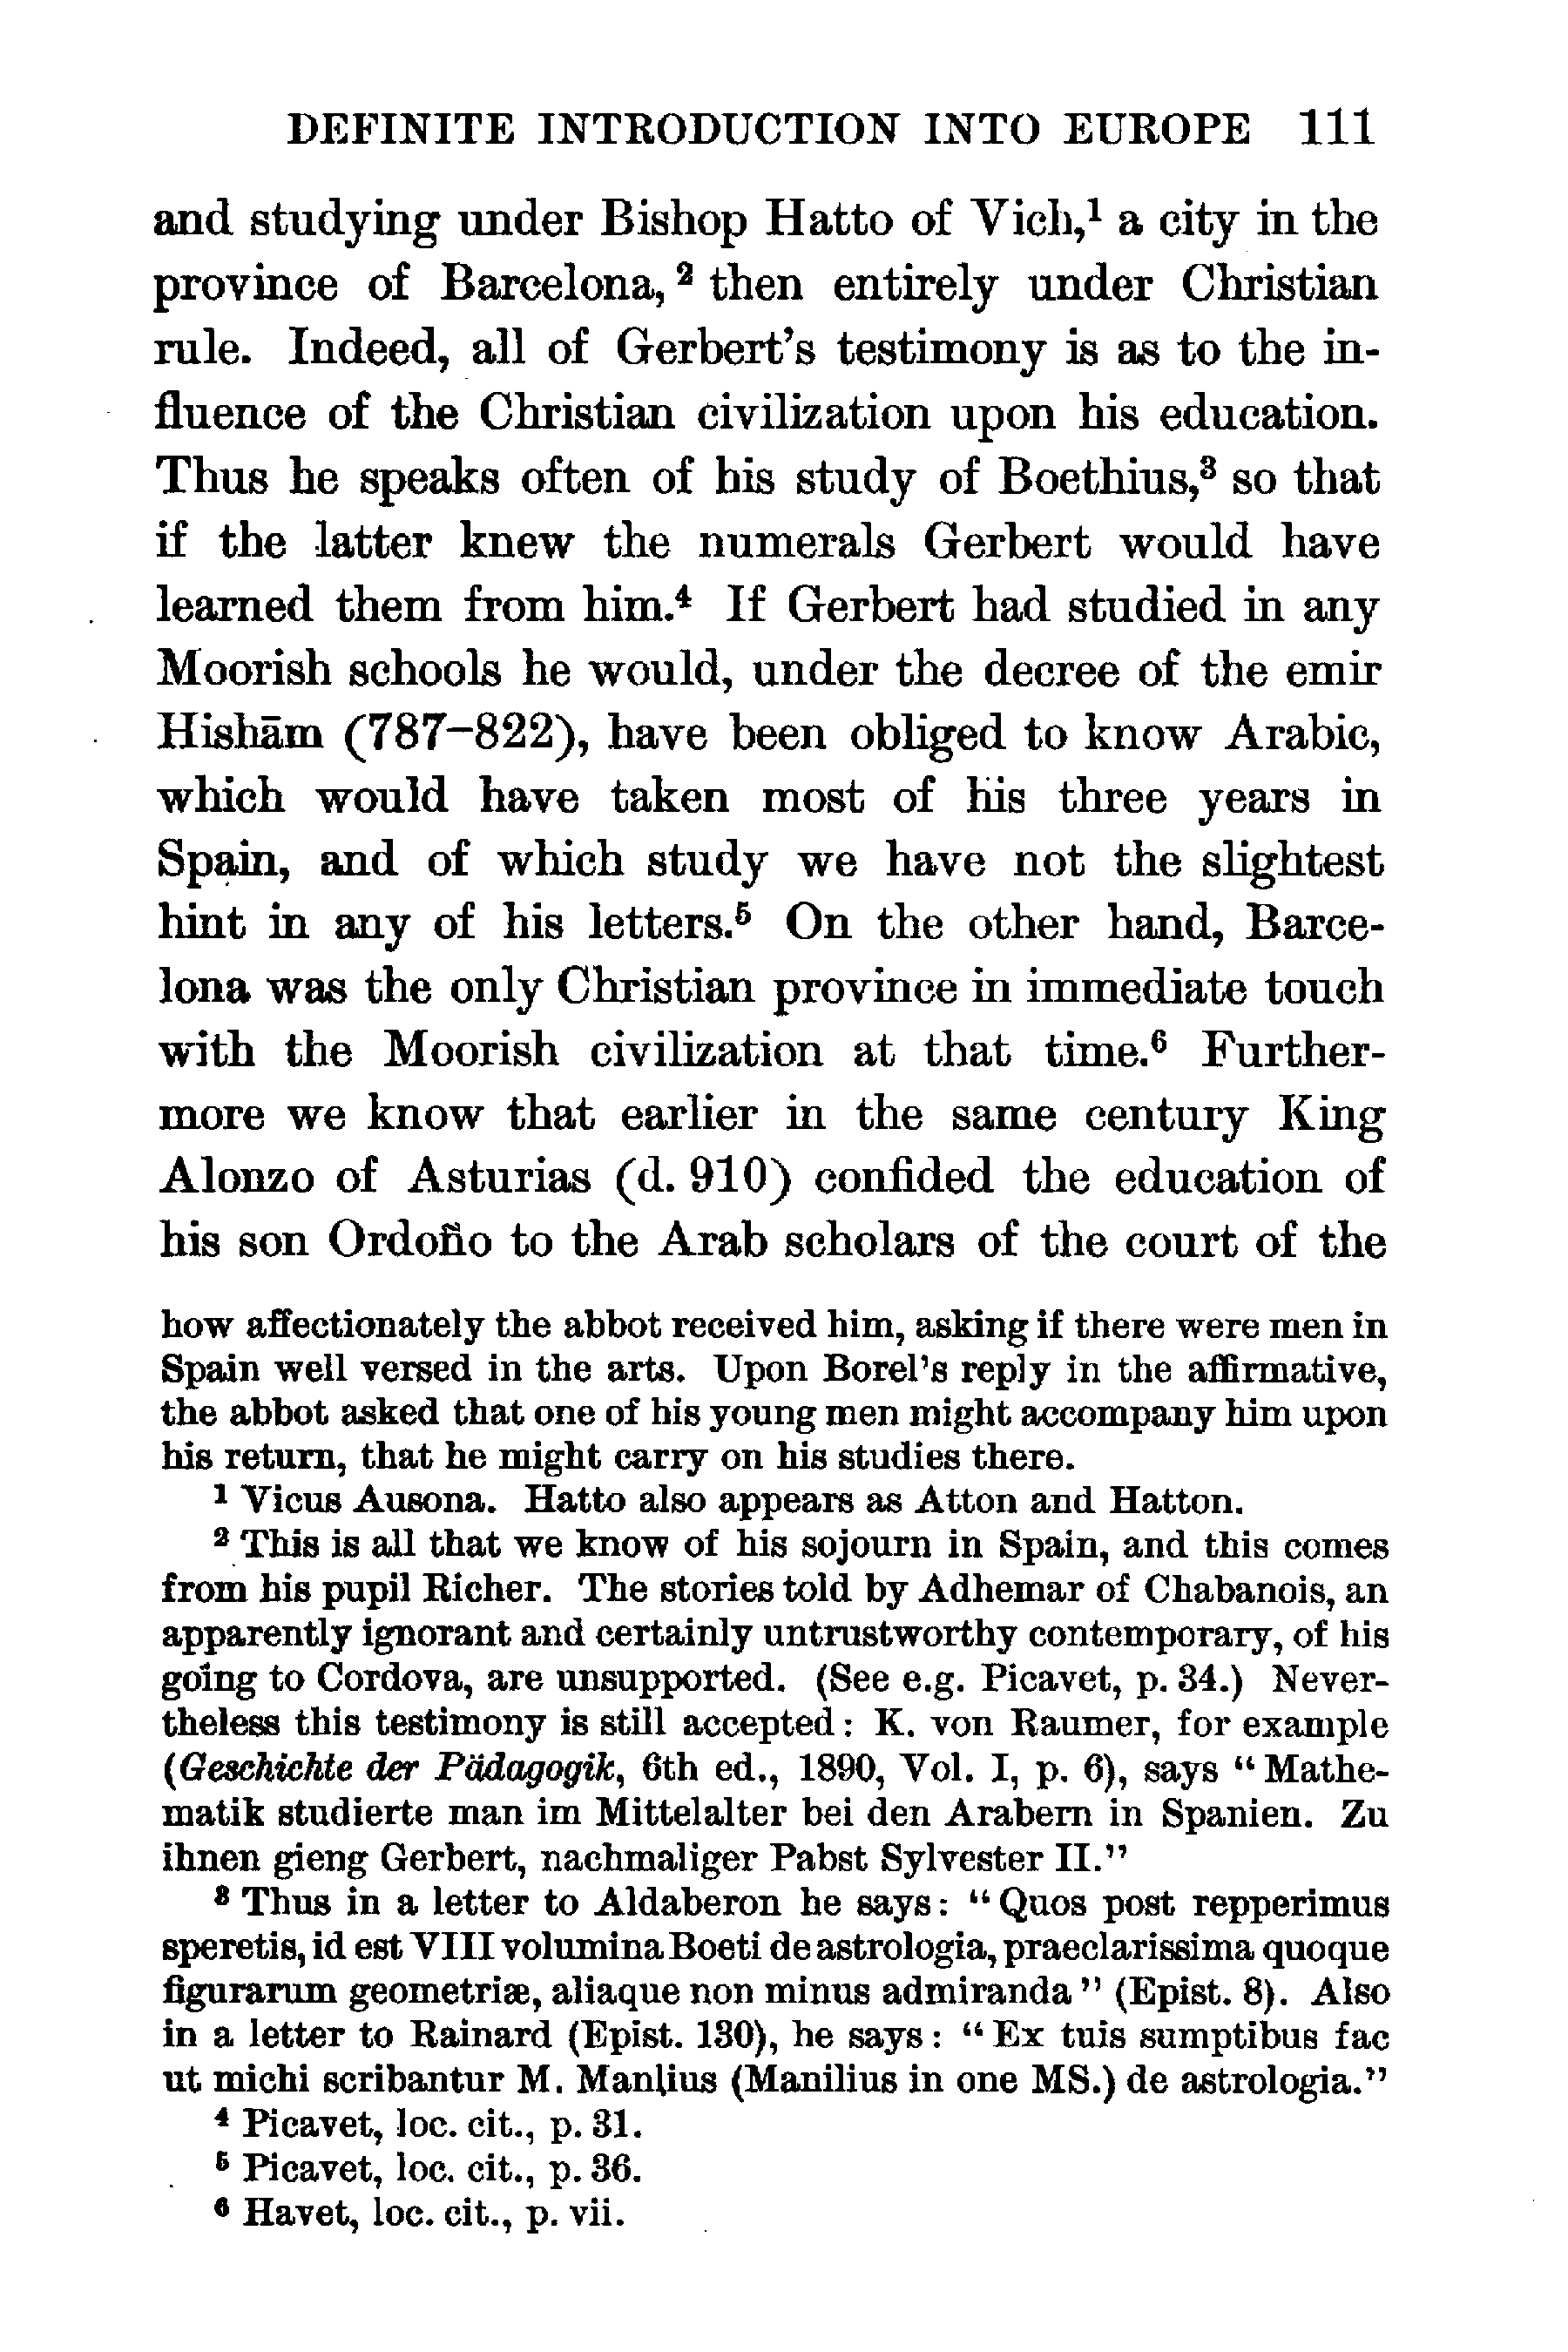 DEFINITE INTRODUCTION INTO EUROPE 111
and studying under Bishop Hatto of Vich,¹ a city in the
province of Barcelona,² then entirely under Christian
rule. Indeed, all of Gerbert's testimony is as to the in-
fluence of the Christian civilization upon his education.
Thus he speaks often of his study of Boethius,³ so that
if the latter knew the numerals Gerbert would have
learned them from him.⁴ If Gerbert had studied in any
Moorish schools he would, under the decree of the emir
Hishām (787–822), have been obliged to know Arabic,
which would have taken most of his three years in
Spain, and of which study we have not the slightest
hint in any of his letters.⁵ On the other hand, Barce-
lona was the only Christian province in immediate touch
with the Moorish civilization at that time.⁶ Further-
more we know that earlier in the same century King
Alonzo of Asturias (d. 910) confided the education of
his son Ordoño to the Arab scholars of the court of the
how affectionately the abbot received him, asking if there were men in
Spain well versed in the arts. Upon Borel's reply in the affirmative,
the abbot asked that one of his young men might accompany him upon
his return, that he might carry on his studies there.
¹ Vicus Ausona. Hatto also appears as Atton and Hatton.
² This is all that we know of his sojourn in Spain, and this comes
from his pupil Richer. The stories told by Adhemar of Chabanois, an
apparently ignorant and certainly untrustworthy contemporary, of his
going to Cordova, are unsupported. (See e.g. Picavet, p. 34.) Never-
theless this testimony is still accepted: K. von Raumer, for example
(Geschichte der Pädagogik, 6th ed., 1890, Vol. I, p. 6), says “Mathe-
matik studierte man im Mittelalter bei den Arabern in Spanien. Zu
ihnen gieng Gerbert, nachmaliger Pabst Sylvester II.”
³ Thus in a letter to Aldaberon he says: “Quos post repperimus
speretis, id est VIII volumina Boeti de astrologia, praeclarissima quoque
figurarum geometriæ, aliaque non minus admiranda” (Epist. 8). Also
in a letter to Rainard (Epist. 130), he says: “Ex tuis sumptibus fac
ut michi scribantur M. Manlius (Manilius in one MS.) de astrologia.”
⁴ Picavet, loc. cit., p. 31.
⁵ Picavet, loc. cit., p. 36.
⁶ Havet, loc. cit., p. vii.